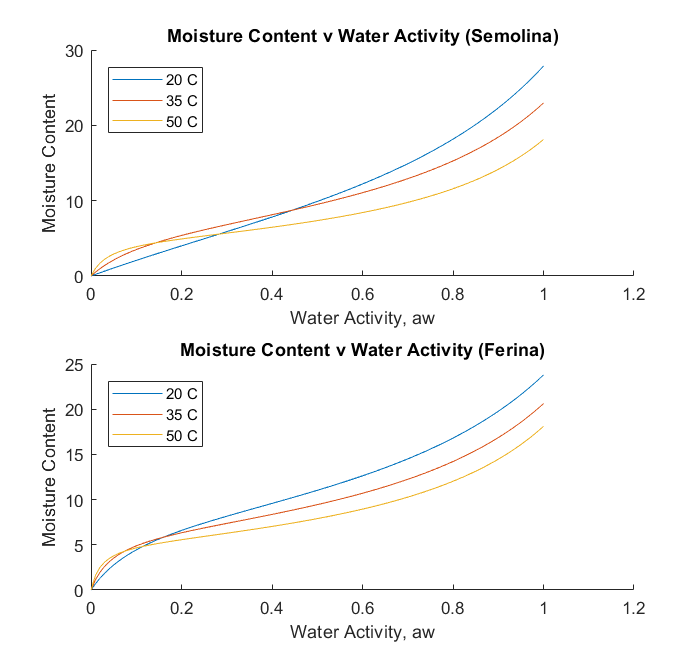 Moisture Content v Water Activity (Semolina)
30
20
10
0
Moisture Content
20 C
35 C
50 C
0 0.2 0.4 0.6 0.8 1 1.2
Water Activity, aw
Moisture Content v Water Activity (Ferina)
25
20
15
10
5
0
Moisture Content
20 C
35 C
50 C
0 0.2 0.4 0.6 0.8 1 1.2
Water Activity, aw